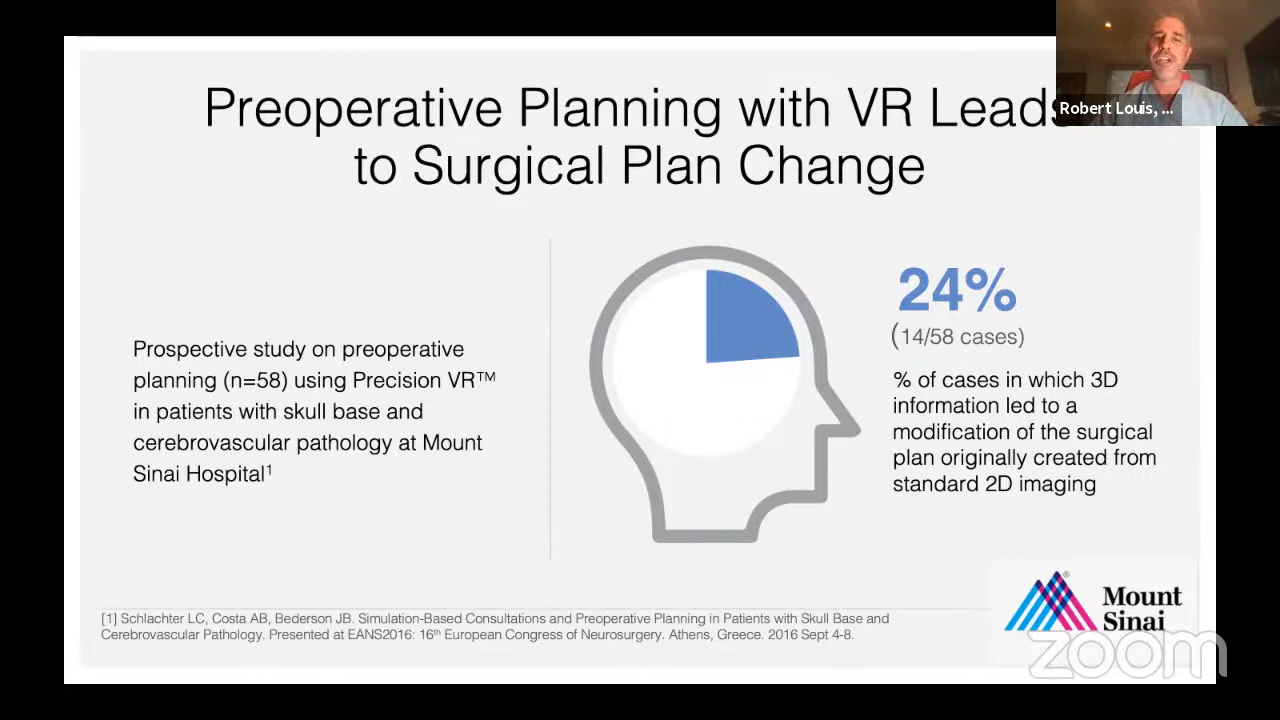 Preoperative Planning with VR Leads
to Surgical Plan Change
Robert Louis, ...
Prospective study on preoperative
planning (n=58) using Precision VR™
in patients with skull base and
cerebrovascular pathology at Mount
Sinai Hospital¹
24%
(14/58 cases)
% of cases in which 3D
information led to a
modification of the surgical
plan originally created from
standard 2D imaging
[1] Schlachter LC, Costa AB, Bederson JB. Simulation-Based Consultations and Preoperative Planning in Patients with Skull Base and
Cerebrovascular Pathology. Presented at EANS2016: 16th European Congress of Neurosurgery. Athens, Greece. 2016 Sept 4-8.
®
Mount
Sinai
zoom